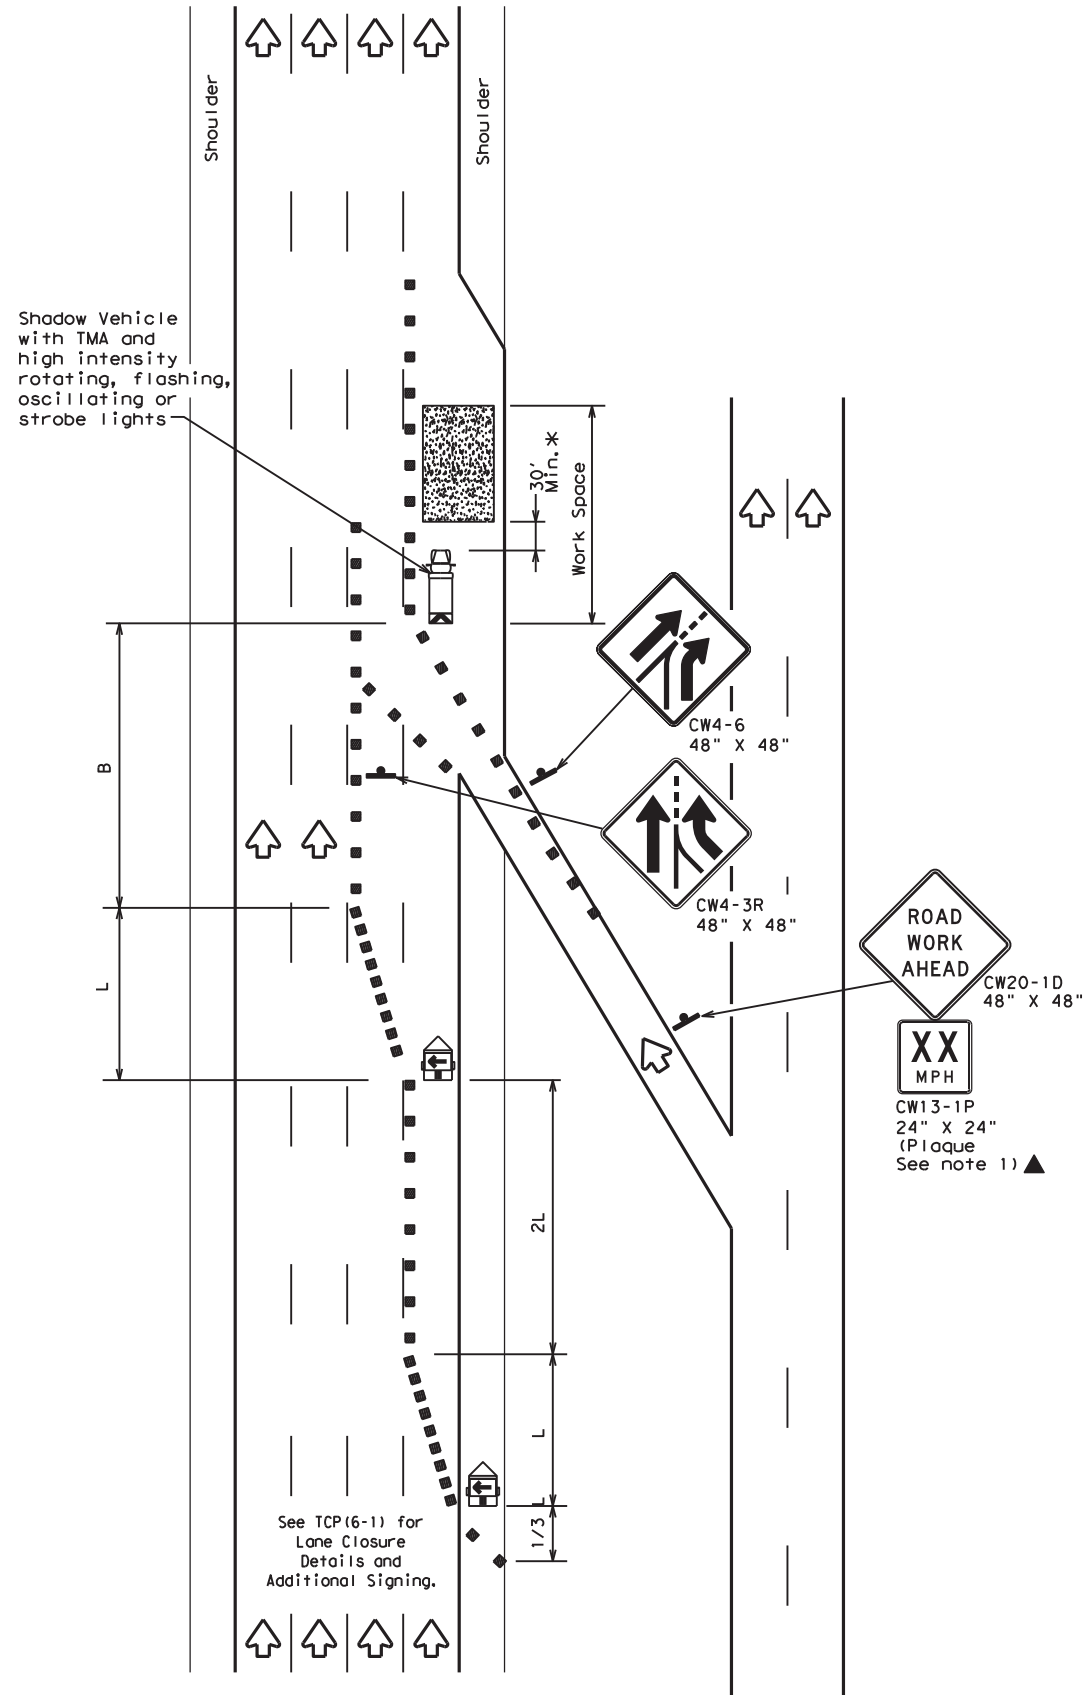 Shoulder
Shoulder
Shadow Vehicle
with TMA and
high intensity
rotating, flashing,
oscillating or
strobe lights
30'
Min.*
Work Space
CW4-6
48" X 48"
B
CW4-3R
48" X 48"
ROAD
WORK
AHEAD
CW20-1D
48" X 48"
L
XX
MPH
CW13-1P
24" X 24"
(Plaque
See note 1)▲
2L
L
1/3 L
See TCP(6-1) for
Lane Closure
Details and
Additional Signing.